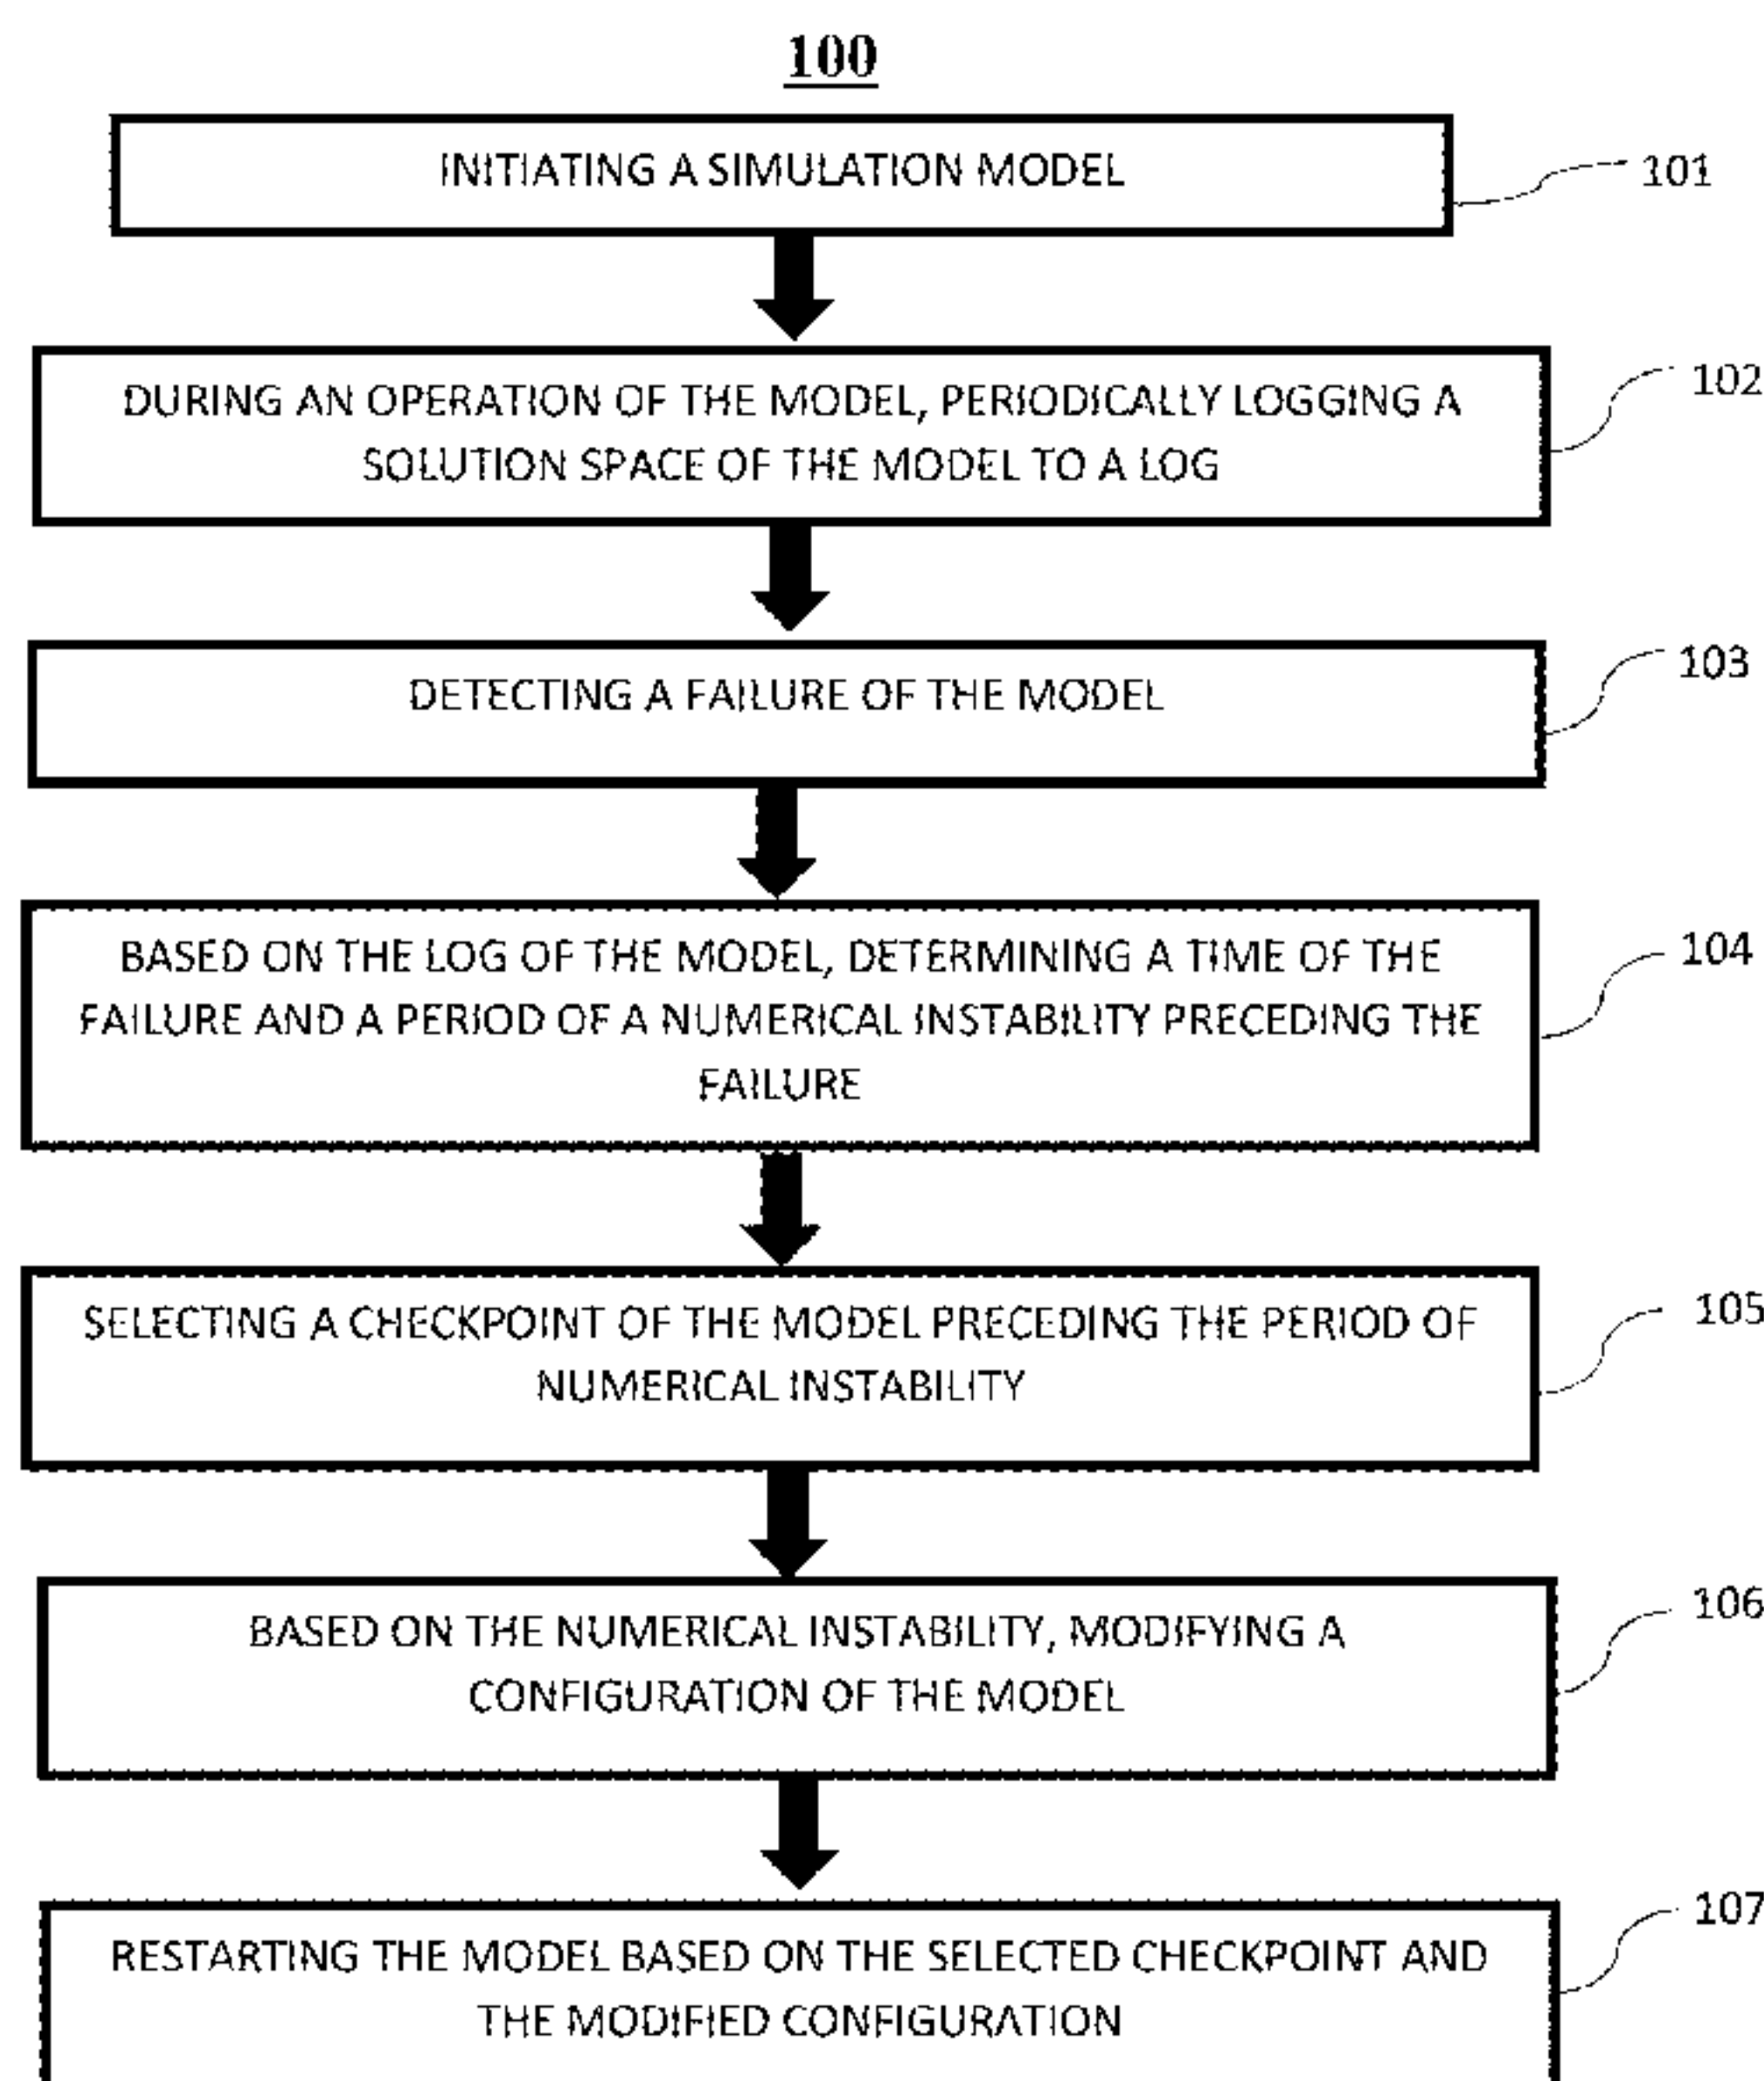 100
INITIATING A SIMULATION MODEL
101
DURING AN OPERATION OF THE MODEL, PERIODICALLY LOGGING A
SOLUTION SPACE OF THE MODEL TO A LOG
102
DETECTING A FAILURE OF THE MODEL
103
BASED ON THE LOG OF THE MODEL, DETERMINING A TIME OF THE
FAILURE AND A PERIOD OF A NUMERICAL INSTABILITY PRECEDING THE
FAILURE
104
SELECTING A CHECKPOINT OF THE MODEL PRECEDING THE PERIOD OF
NUMERICAL INSTABILITY
105
BASED ON THE NUMERICAL INSTABILITY, MODIFYING A
CONFIGURATION OF THE MODEL
106
RESTARTING THE MODEL BASED ON THE SELECTED CHECKPOINT AND
THE MODIFIED CONFIGURATION
107